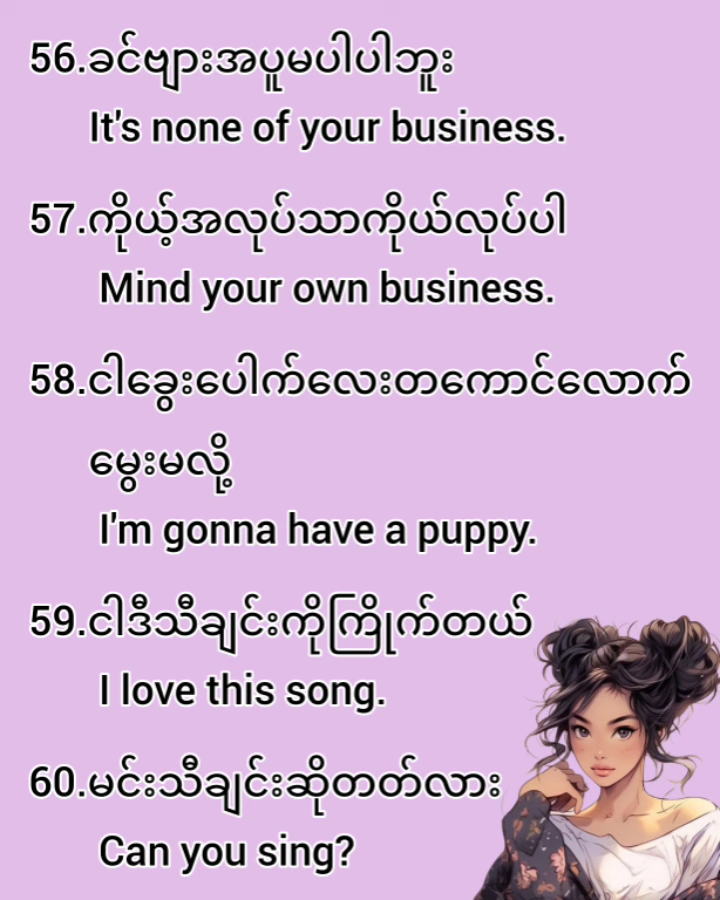 56.ခင်ဗျားအပူမပါပါဘူး
It's none of your business.
57.ကိုယ့်အလုပ်သာကိုယ်လုပ်ပါ
Mind your own business.
58.ငါခွေးပေါက်လေးတကောင်လောက်
မွေးမလို့
I'm gonna have a puppy.
59.ငါဒီသီချင်းကိုကြိုက်တယ်
I love this song.
60.မင်းသီချင်းဆိုတတ်လား
Can you sing?